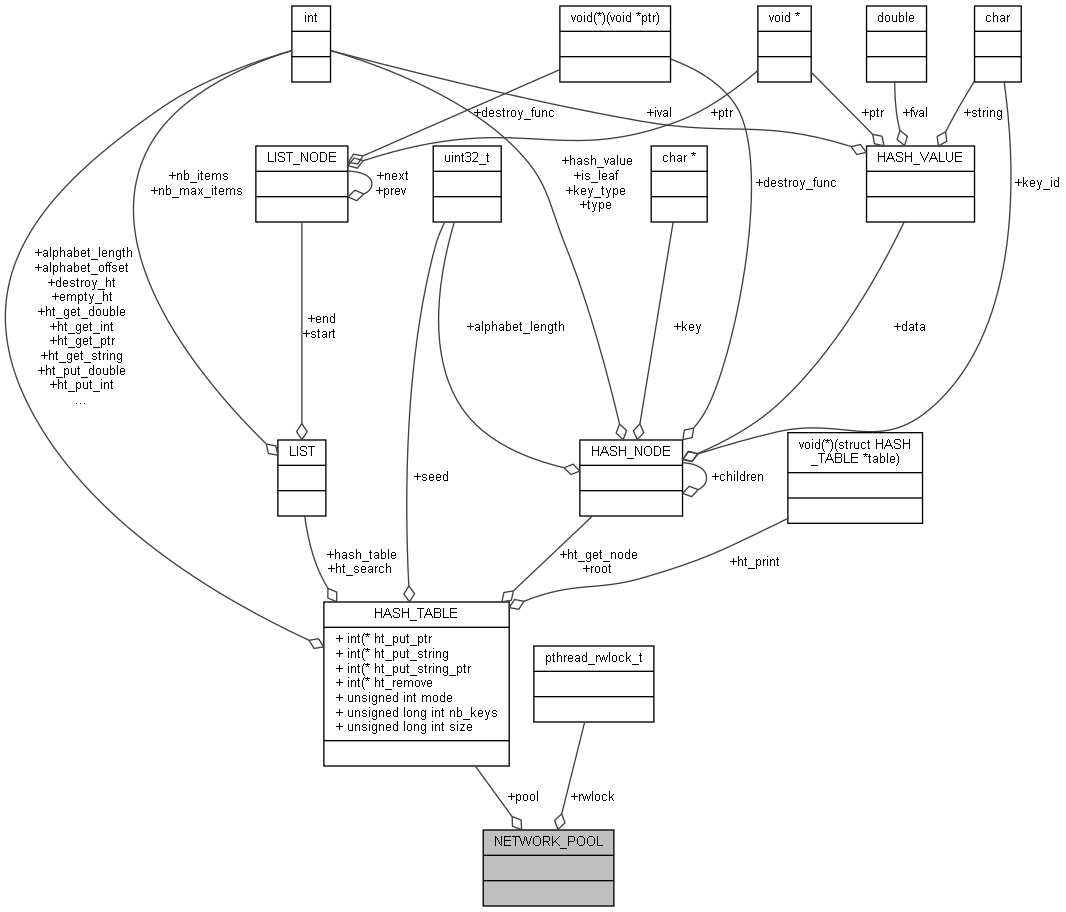 int
void(*)(void *ptr)
void *
double
char
+destroy_func
+ival
+ptr
+ptr
+fval
+string
LIST_NODE
uint32_t
char *
HASH_VALUE
+nb_items
+nb_max_items
+next
+prev
+hash_value
+is_leaf
+key_type
+type
+destroy_func
+key_id
+alphabet_length
+alphabet_offset
+destroy_ht
+empty_ht
+ht_get_double
+ht_get_int
+ht_get_ptr
+ht_get_string
+ht_put_double
+ht_put_int
...
+end
+start
+alphabet_length
+key
+data
LIST
HASH_NODE
void(*)(struct HASH
_TABLE *table)
+seed
+children
+hash_table
+ht_search
+ht_get_node
+root
+ht_print
HASH_TABLE
+ int(* ht_put_ptr
+ int(* ht_put_string
+ int(* ht_put_string_ptr
+ int(* ht_remove
+ unsigned int mode
+ unsigned long int nb_keys
+ unsigned long int size
pthread_rwlock_t
+pool
+rwlock
NETWORK_POOL